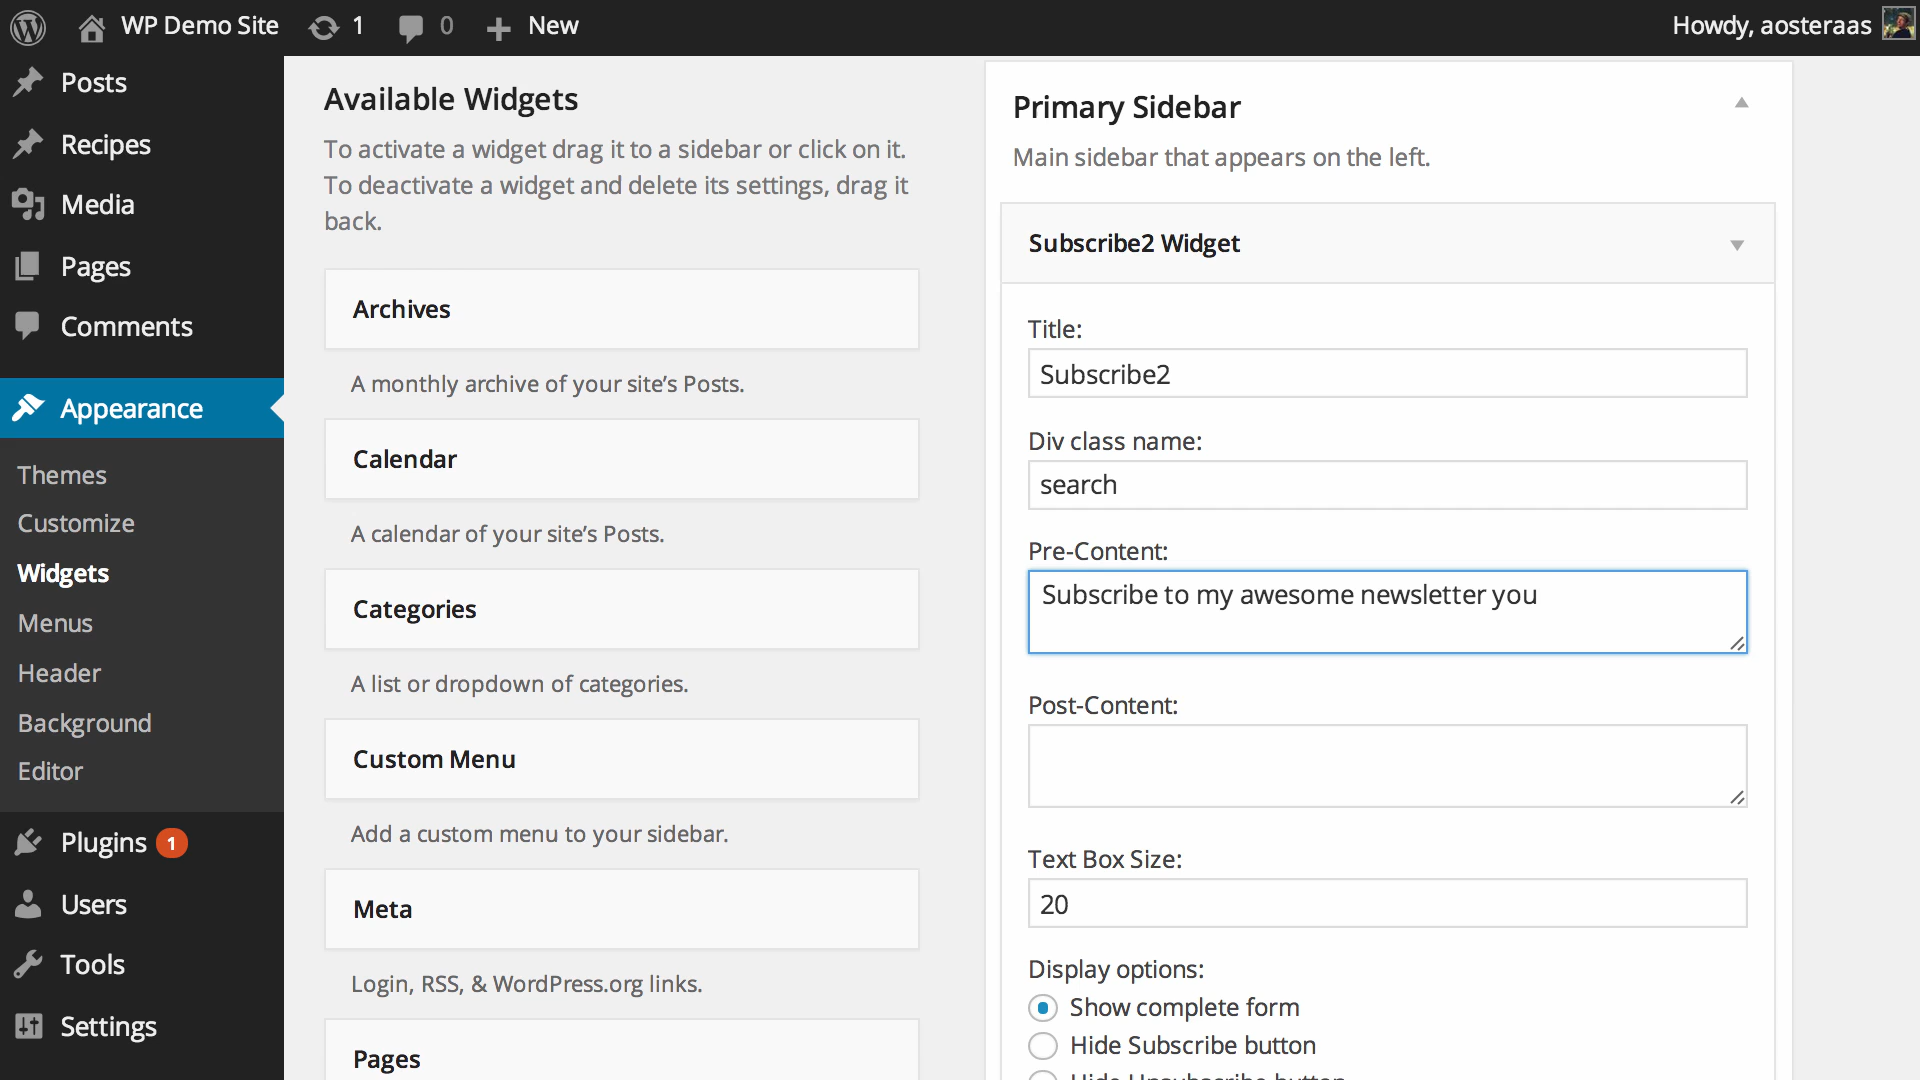 WP Demo Site 1 0 New Howdy, aosteraas
Posts
Recipes
Media
Pages
Comments
Appearance
Themes
Customize
Widgets
Menus
Header
Background
Editor
Plugins 1
Users
Tools
Settings
Available Widgets
To activate a widget drag it to a sidebar or click on it.
To deactivate a widget and delete its settings, drag it
back.
Archives
A monthly archive of your site’s Posts.
Calendar
A calendar of your site’s Posts.
Categories
A list or dropdown of categories.
Custom Menu
Add a custom menu to your sidebar.
Meta
Login, RSS, & WordPress.org links.
Pages
Primary Sidebar
Main sidebar that appears on the left.
Subscribe2 Widget
Title:
Subscribe2
Div class name:
search
Pre-Content:
Subscribe to my awesome newsletter you
Post-Content:
Text Box Size:
20
Display options:
Show complete form
Hide Subscribe button
Hide Unsubscribe button